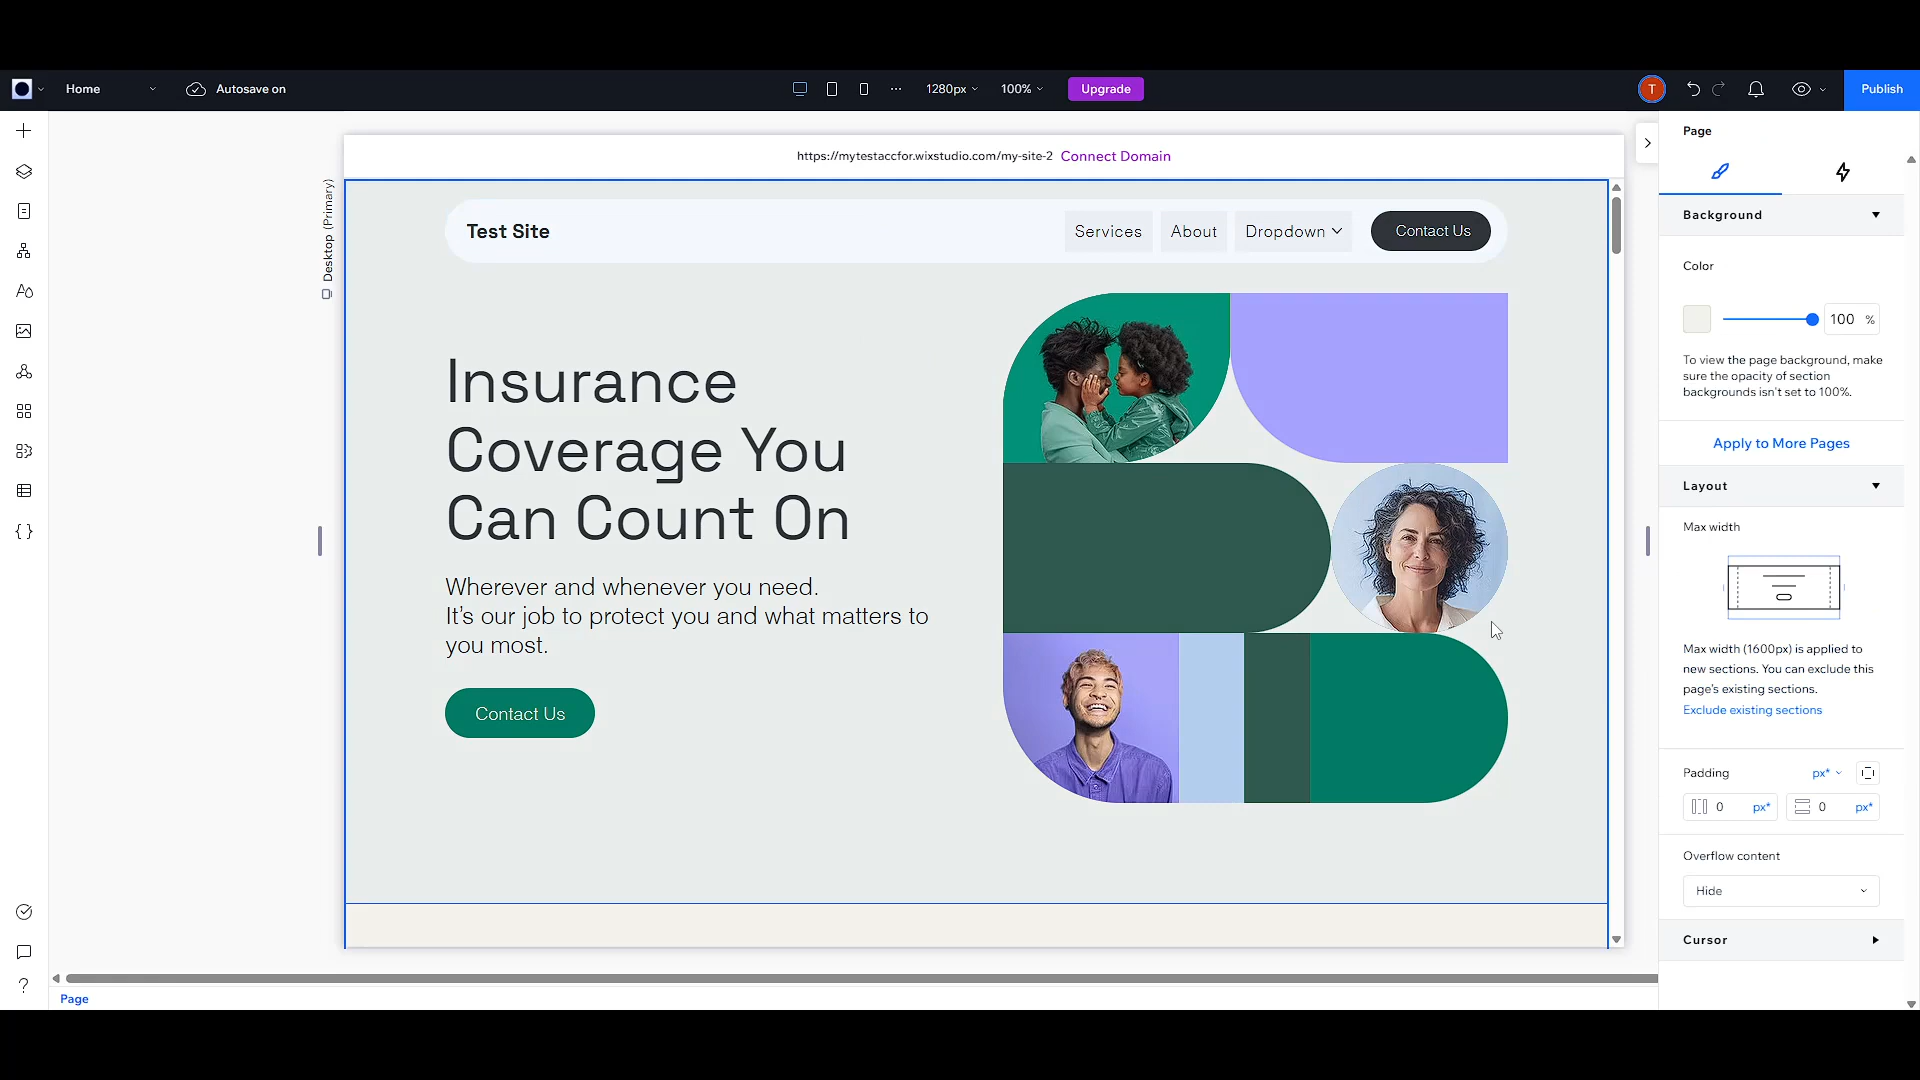 Home
Autosave on
1280px
100%
Upgrade
T
Publish
https://mytestaccfor.wixstudio.com/my-site-2 Connect Domain
Desktop (Primary)
Test Site
Services
About
Dropdown
Contact Us
Insurance
Coverage You
Can Count On
Wherever and whenever you need.
It's our job to protect you and what matters to
you most.
Contact Us
Page
Background
Color
100 %
To view the page background, make
sure the opacity of section
backgrounds isn't set to 100%.
Apply to More Pages
Layout
Max width
Max width (1600px) is applied to
new sections. You can exclude this
page's existing sections.
Exclude existing sections
Padding
px*
0 px*
0 px*
Overflow content
Hide
Cursor
Page